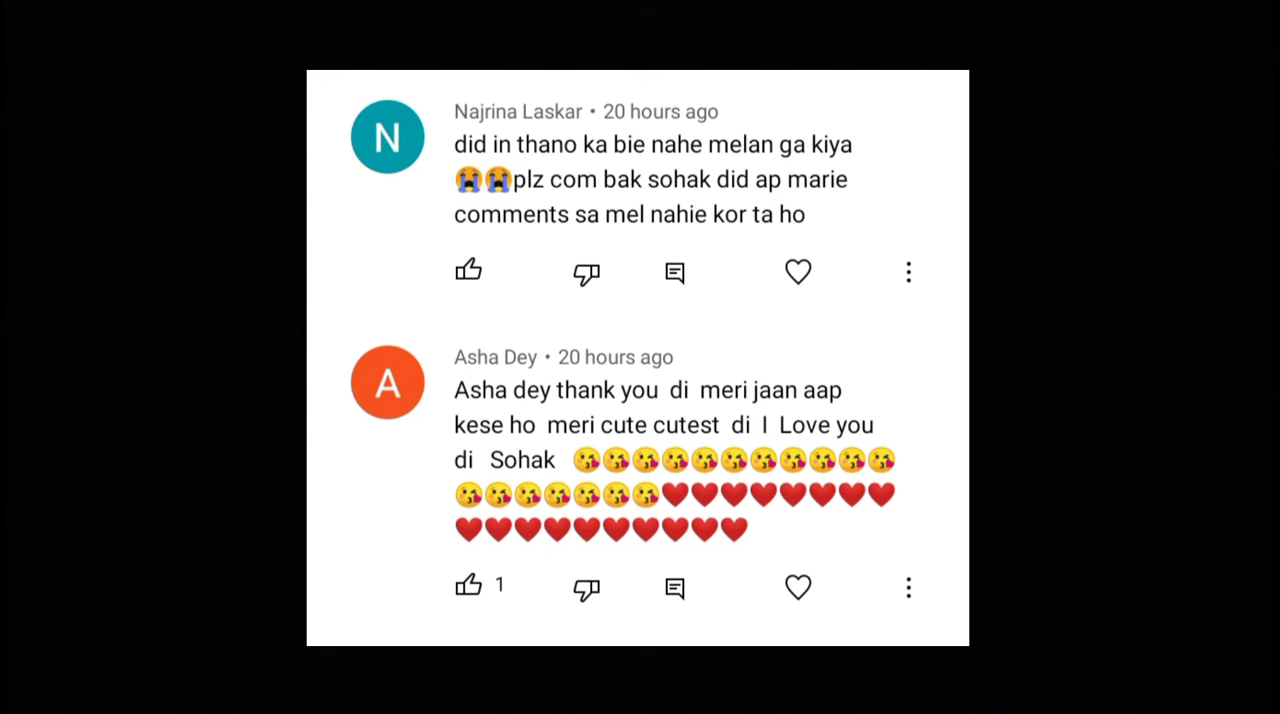 N
Najrina Laskar • 20 hours ago
did in thano ka bie nahe melan ga kiya
😭😭plz com bak sohak did ap marie
comments sa mel nahie kor ta ho
A
Asha Dey • 20 hours ago
Asha dey thank you di meri jaan aap
kese ho meri cute cutest di I Love you
di Sohak 😘😘😘😘😘😘😘😘😘😘😘
😘😘😘😘😘😘😘❤️❤️❤️❤️❤️❤️❤️❤️
❤️❤️❤️❤️❤️❤️❤️❤️❤️❤️
1